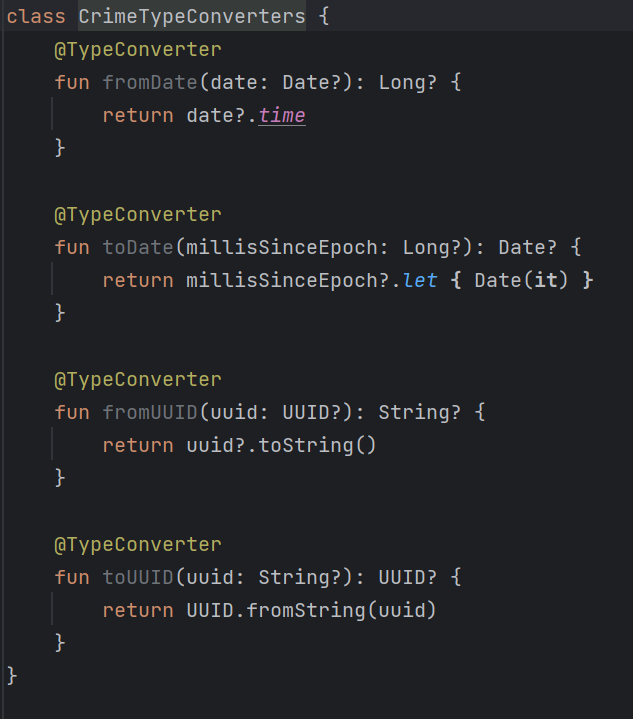 class CrimeTypeConverters {
    @TypeConverter
    fun fromDate(date: Date?): Long? {
        return date?.time
    }

    @TypeConverter
    fun toDate(millisSinceEpoch: Long?): Date? {
        return millisSinceEpoch?.let { Date(it) }
    }

    @TypeConverter
    fun fromUUID(uuid: UUID?): String? {
        return uuid?.toString()
    }

    @TypeConverter
    fun toUUID(uuid: String?): UUID? {
        return UUID.fromString(uuid)
    }
}